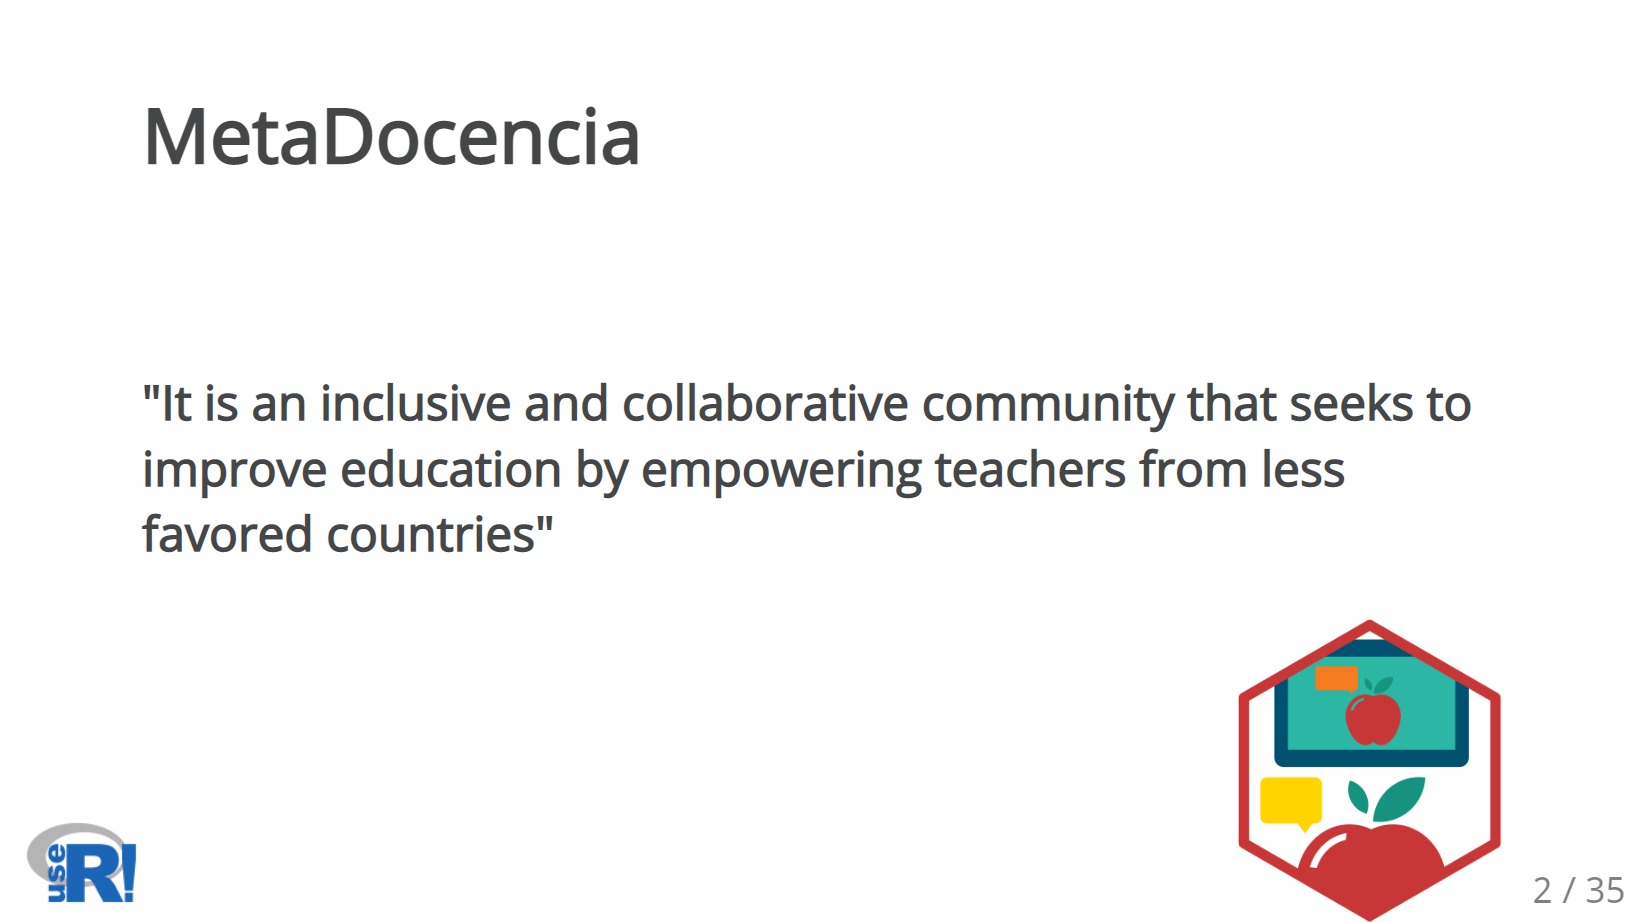 MetaDocencia
"It is an inclusive and collaborative community that seeks to
improve education by empowering teachers from less
favored countries"
use R!
2 / 35